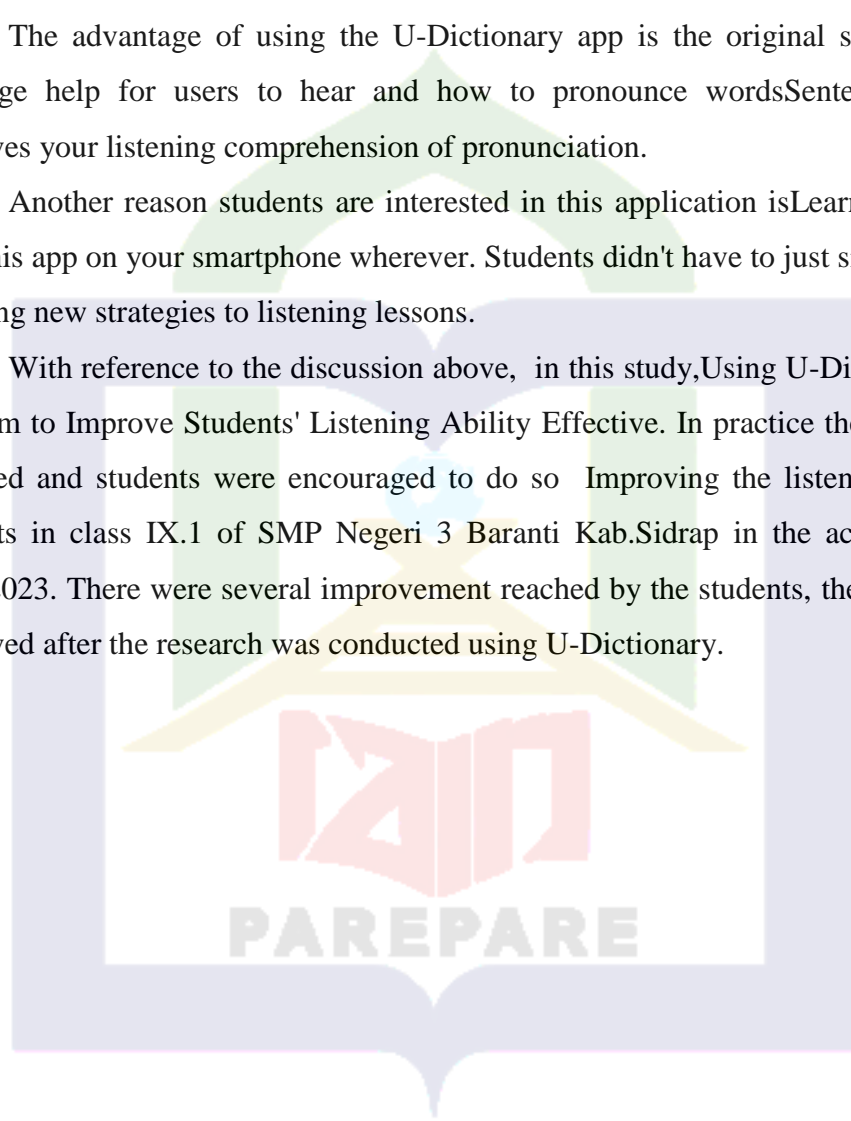 The advantage of using the U-Dictionary app is the original s
ge help for users to hear and how to pronounce wordsSente
ves your listening comprehension of pronunciation.
Another reason students are interested in this application isLearn
is app on your smartphone wherever. Students didn't have to just s
ng new strategies to listening lessons.
With reference to the discussion above, in this study,Using U-Di
m to Improve Students' Listening Ability Effective. In practice the
ed and students were encouraged to do so Improving the listen
ts in class IX.1 of SMP Negeri 3 Baranti Kab.Sidrap in the ac
023. There were several improvement reached by the students, the
ved after the research was conducted using U-Dictionary.
PAREPARE